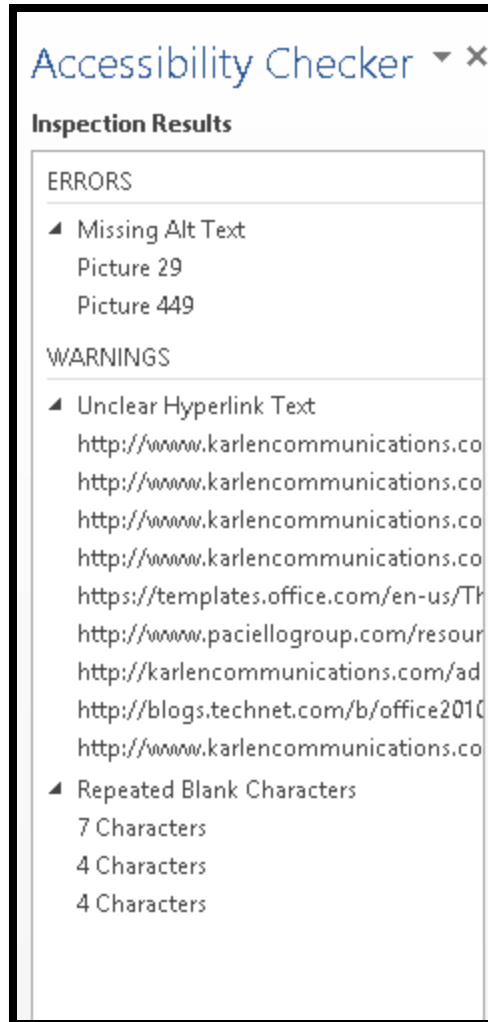 Accessibility Checker
Inspection Results
ERRORS
Missing Alt Text
Picture 29
Picture 449
WARNINGS
Unclear Hyperlink Text
http://www.karlencommunications.co
http://www.karlencommunications.co
http://www.karlencommunications.co
http://www.karlencommunications.co
https://templates.office.com/en-us/Th
http://www.paciellogroup.com/resour
http://karlencommunications.com/ad
http://blogs.technet.com/b/office2010
http://www.karlencommunications.co
Repeated Blank Characters
7 Characters
4 Characters
4 Characters